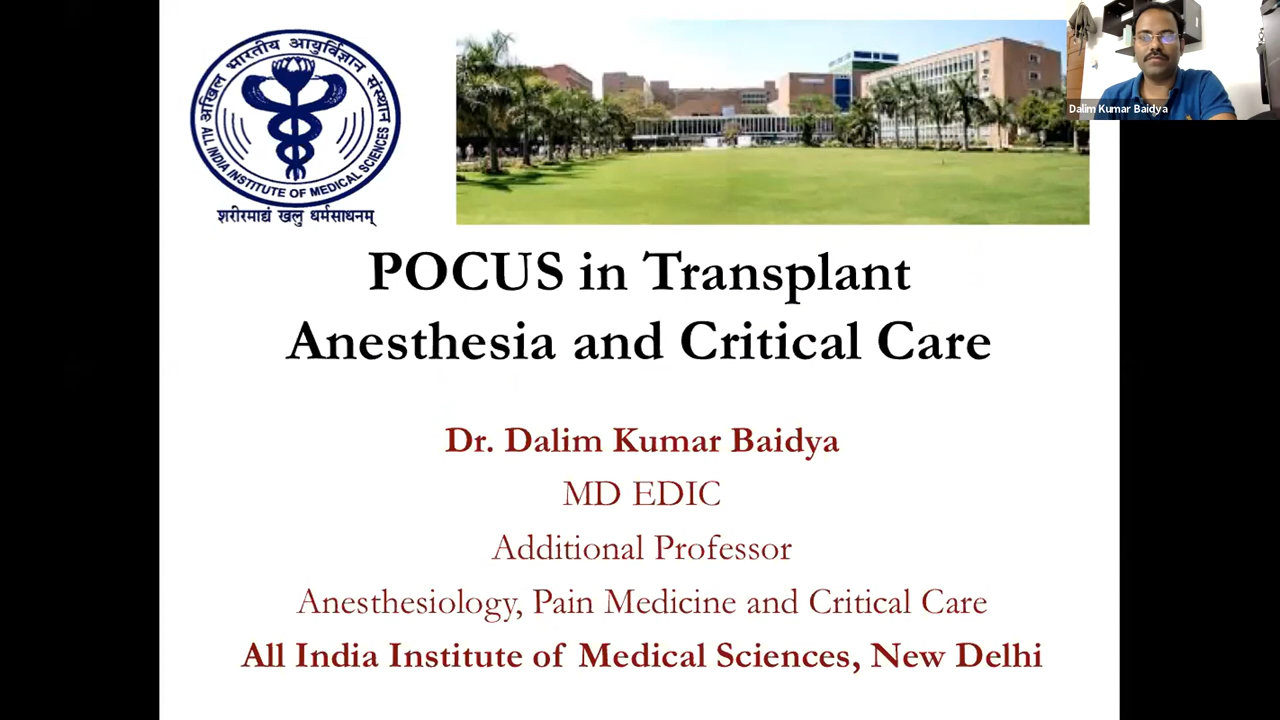 अखिल भारतीय आयुर्विज्ञान संस्थान
ALL INDIA INSTITUTE OF MEDICAL SCIENCES
शरीरमाद्यं खलु धर्मसाधनम्
Dalim Kumar Baidya
POCUS in Transplant
Anesthesia and Critical Care
Dr. Dalim Kumar Baidya
MD EDIC
Additional Professor
Anesthesiology, Pain Medicine and Critical Care
All India Institute of Medical Sciences, New Delhi